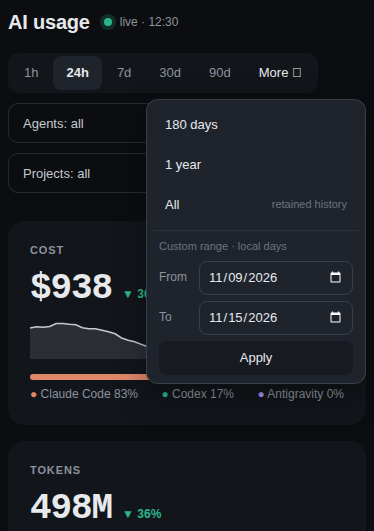 AI usage live · 12:30
1h 24h 7d 30d 90d More
Agents: all
180 days
1 year
Projects: all
All retained history
Custom range · local days
COST
From 11/09/2026
$938 ▼
To 11/15/2026
Apply
● Claude Code 83% ● Codex 17% ● Antigravity 0%
TOKENS
498M ▼ 36%